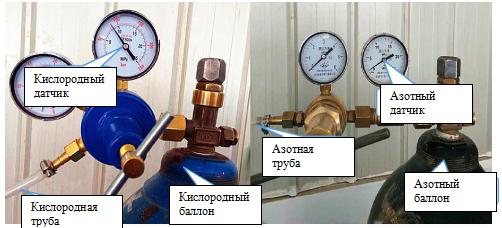 Кислородный
датчик
Кислородный
баллон
Кислородная
труба
Азотный
датчик
Азотная
труба
Азотный
баллон